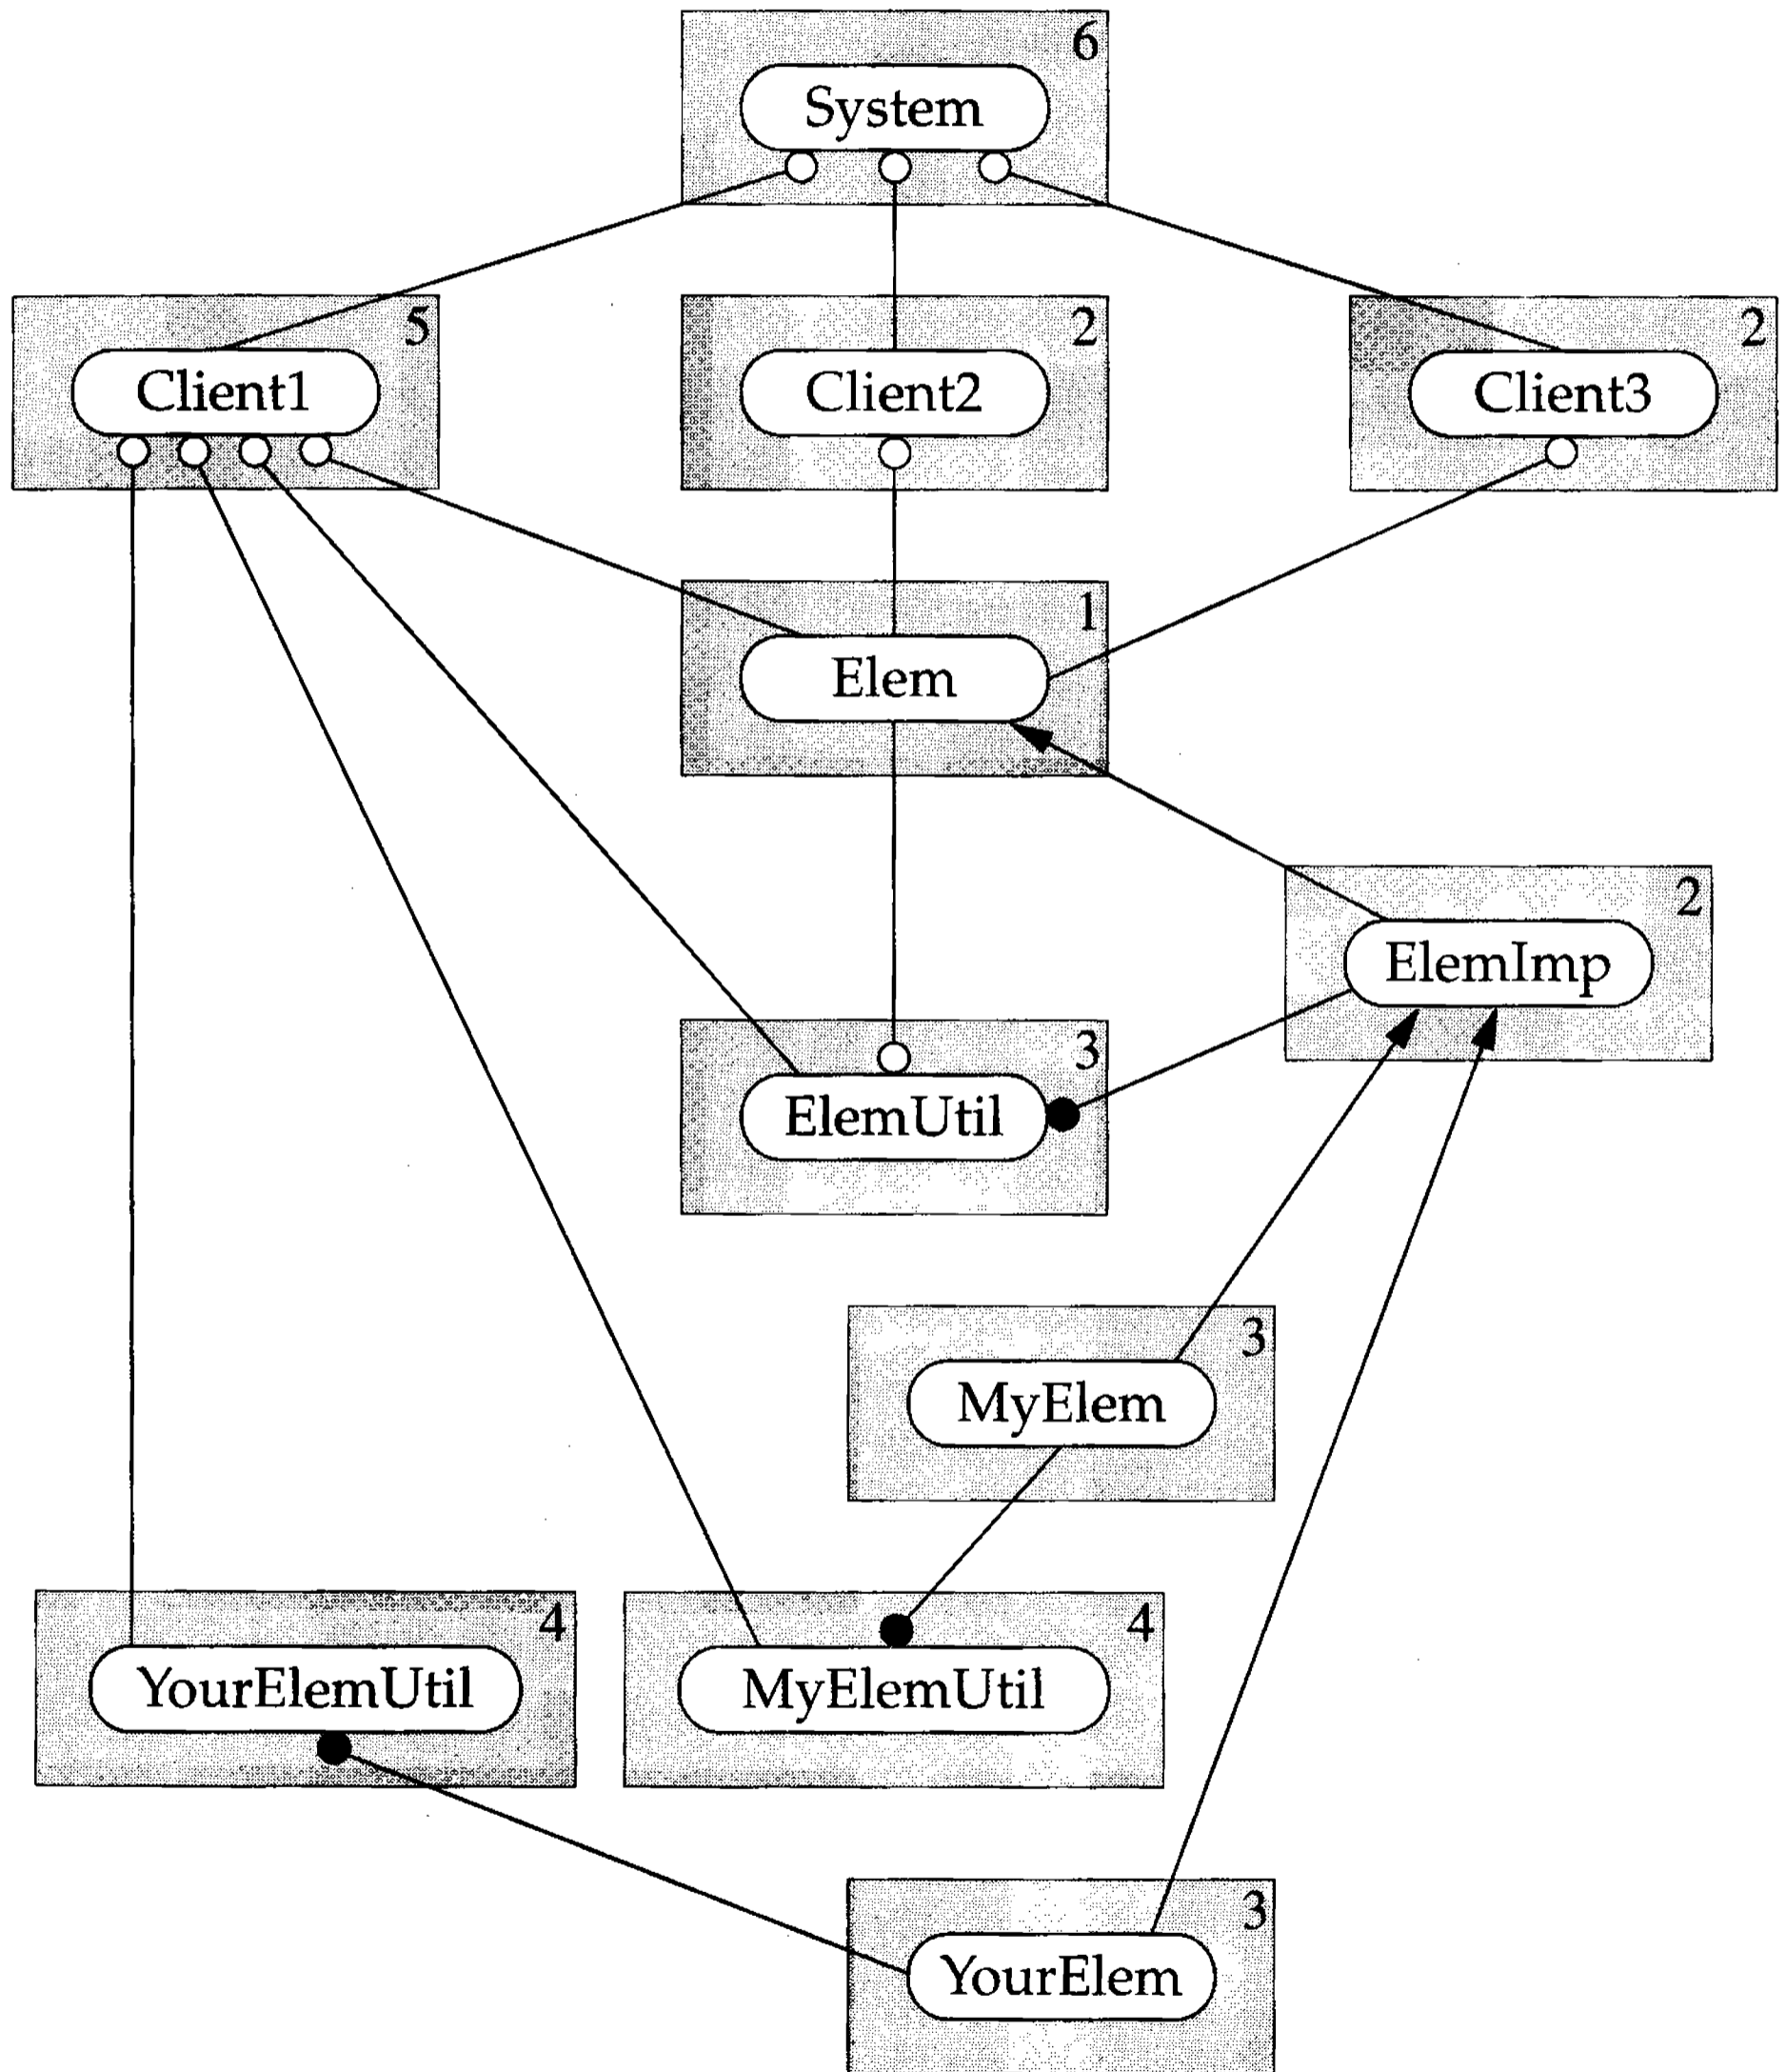 6
System
5
Client1
2
Client2
2
Client3
1
Elem
2
ElemImp
3
ElemUtil
3
MyElem
4
YourElemUtil
4
MyElemUtil
3
YourElem